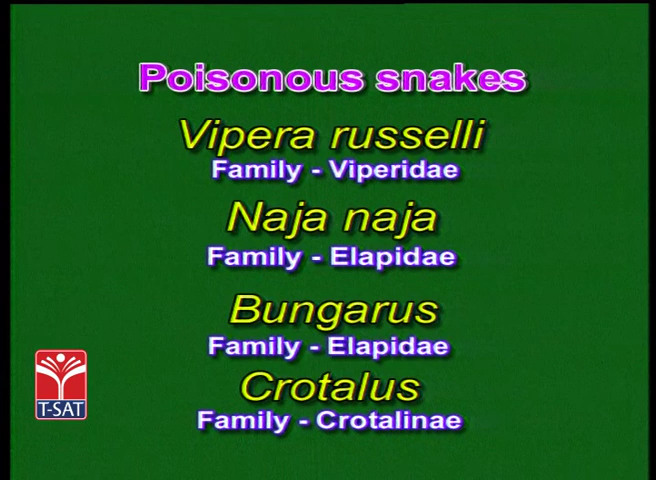 Poisonous snakes
Vipera russelli
Family - Viperidae
Naja naja
Family - Elapidae
Bungarus
Family - Elapidae
Crotalus
Family - Crotalinae
T-SAT